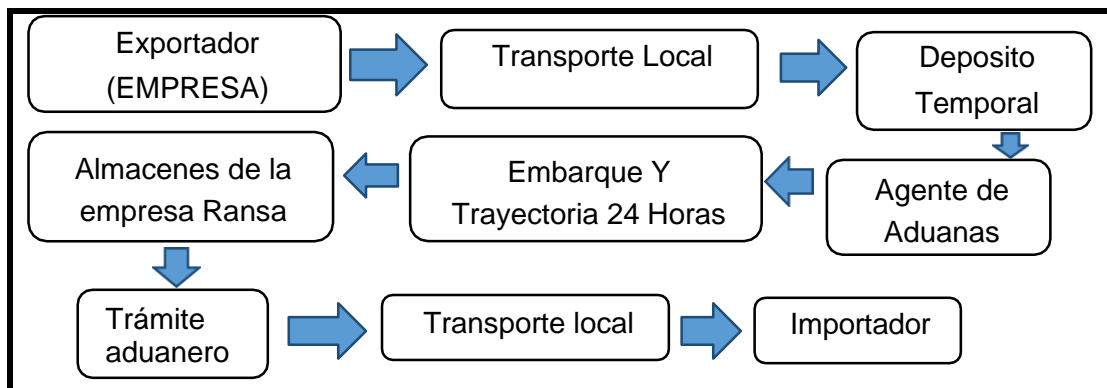 Exportador
(EMPRESA)
Transporte Local
Deposito
Temporal
Agente de
Aduanas
Embarque Y
Trayectoria 24 Horas
Almacenes de la
empresa Ransa
Trámite
aduanero
Transporte local
Importador